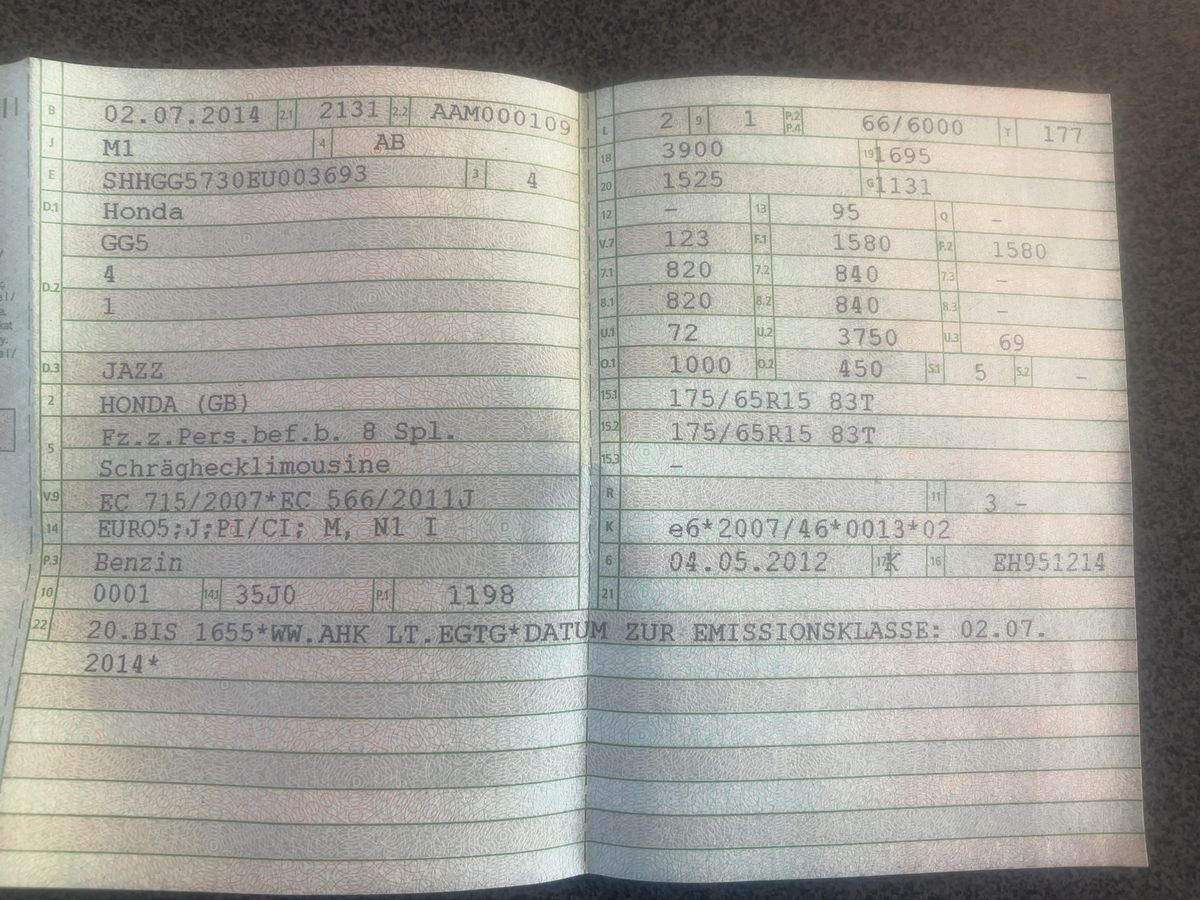 B 02.07.2014 2.1 2131 2.2 AAM000109
J M1 4 AB
E SHHGG5730EU003693 3 4
D.1 Honda
GG5
D.2 4
1
D.3 JAZZ
2 HONDA (GB)
5 Fz.z.Pers.bef.b. 8 Spl.
Schräghecklimousine
V.9 EC 715/2007*EC 566/2011J
14 EURO5;J;PI/CI; M, N1 I
P.3 Benzin
10 0001 14.1 35J0 P.1 1198
L 2 9 1 P.2 P.4 66/6000 T 177
18 3900 19 1695
20 1525 G 1131
12 – 13 95 Q –
V.7 123 F.1 1580 F.2 1580
7.1 820 7.2 840 7.3 –
8.1 820 8.2 840 8.3 –
U.1 72 U.2 3750 U.3 69
O.1 1000 O.2 450 S.1 5 S.2 –
15.1 175/65R15 83T
15.2 175/65R15 83T
15.3 –
R 11 3 –
K e6*2007/46*0013*02
6 04.05.2012 17 K 16 EH951214
21
22 20.BIS 1655*WW.AHK LT.EGTG*DATUM ZUR EMISSIONSKLASSE: 02.07.
2014*